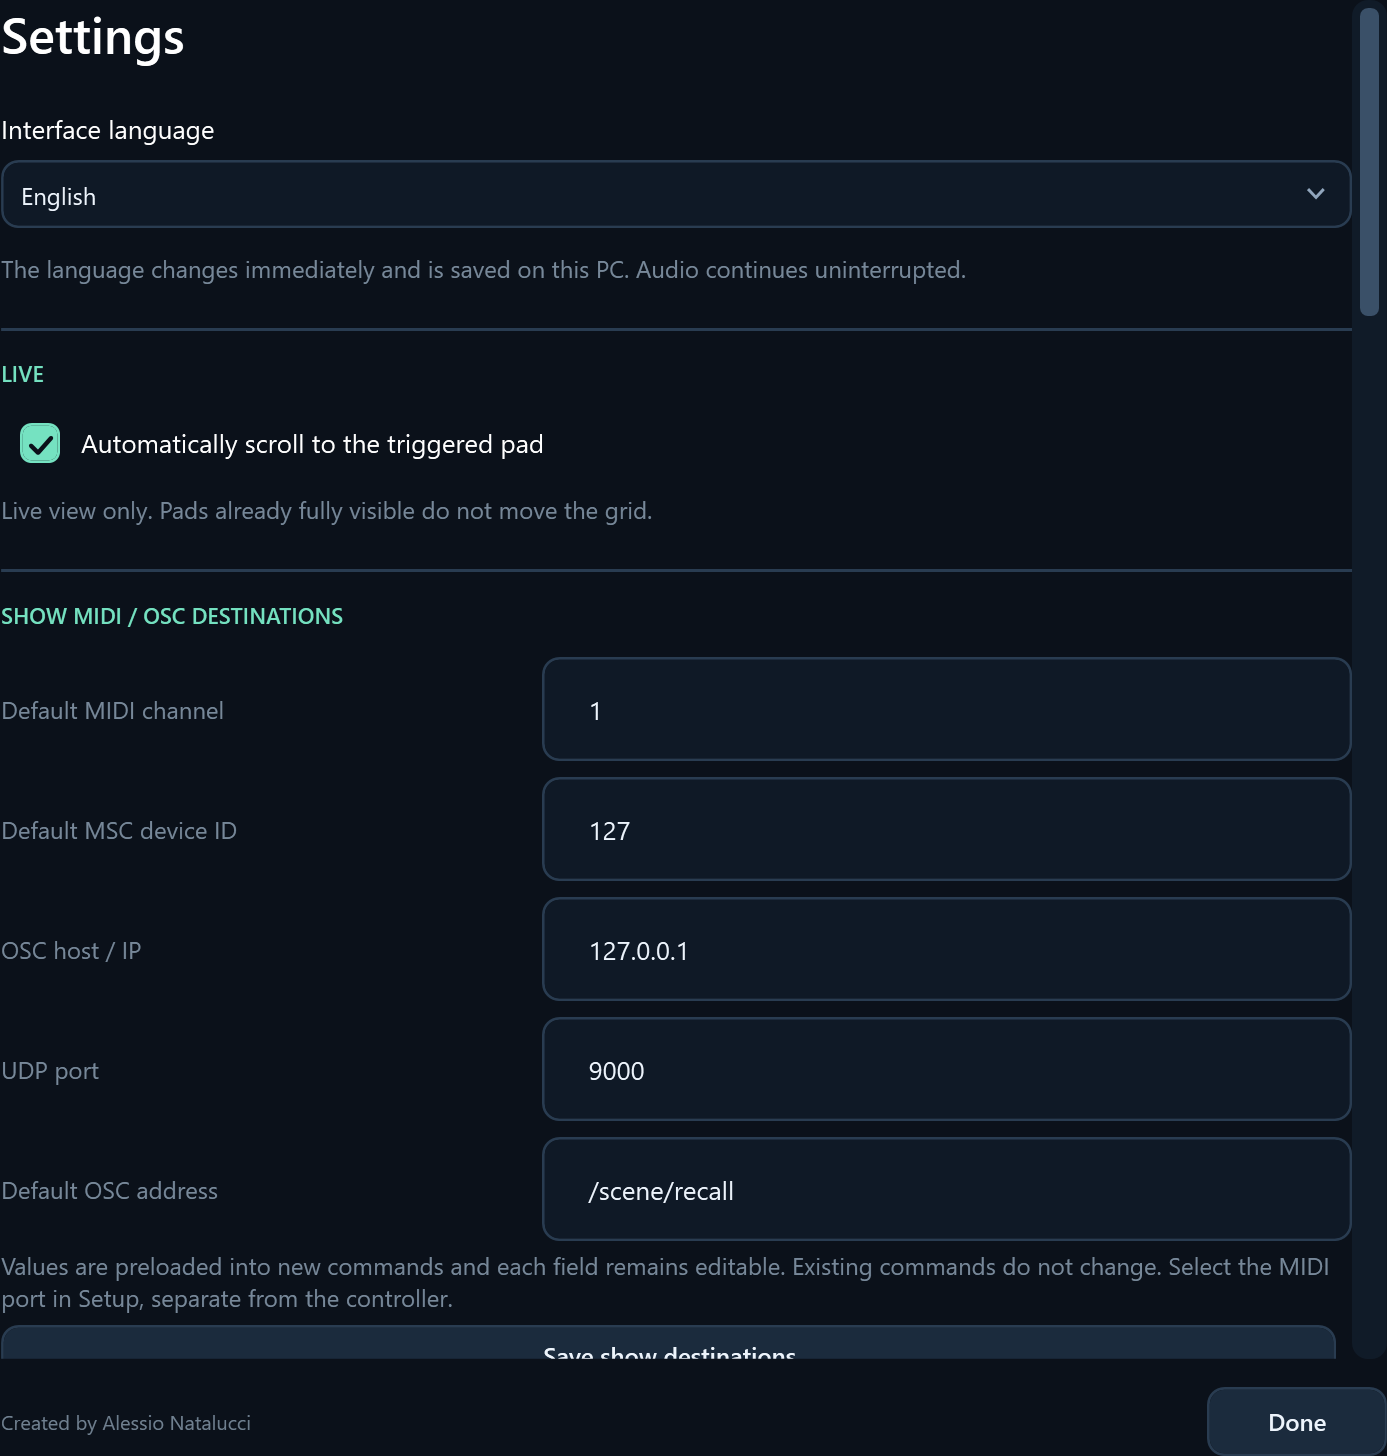 Settings
Interface language
English
The language changes immediately and is saved on this PC. Audio continues uninterrupted.
LIVE
Automatically scroll to the triggered pad
Live view only. Pads already fully visible do not move the grid.
SHOW MIDI / OSC DESTINATIONS
Default MIDI channel
1
Default MSC device ID
127
OSC host / IP
127.0.0.1
UDP port
9000
Default OSC address
/scene/recall
Values are preloaded into new commands and each field remains editable. Existing commands do not change. Select the MIDI
port in Setup, separate from the controller.
Save show destinations
Created by Alessio Natalucci
Done